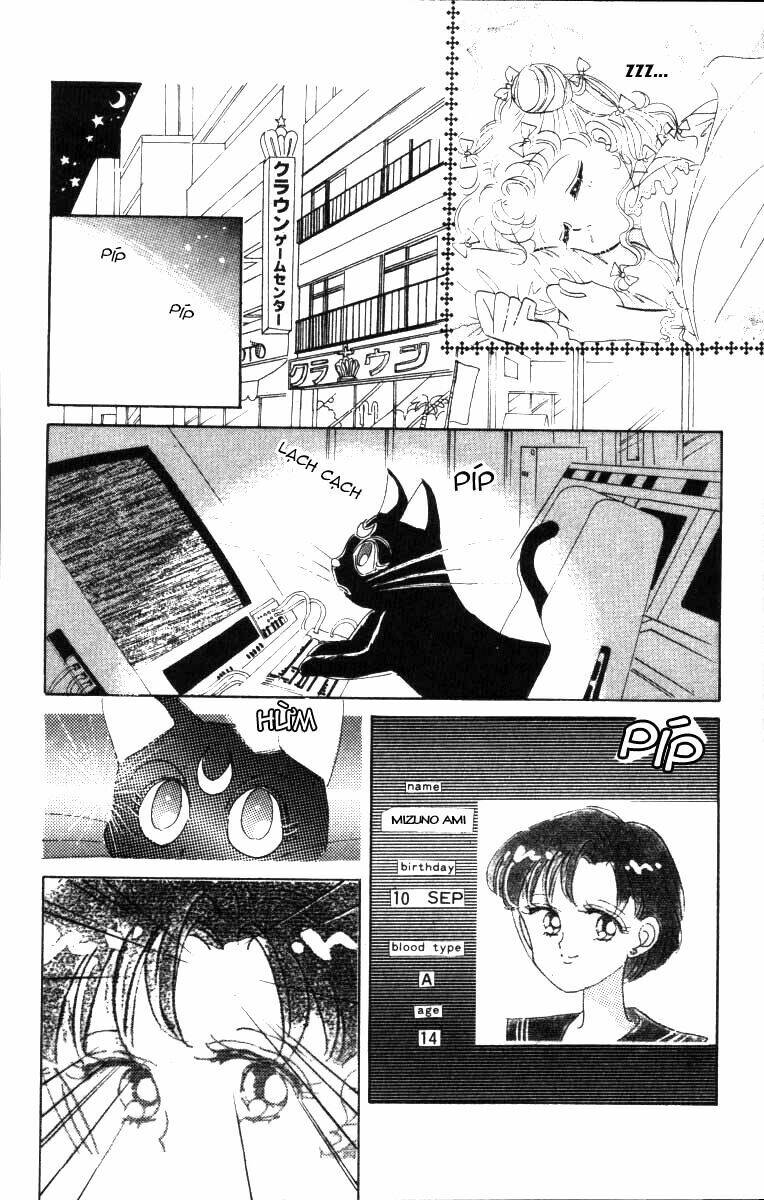 ZZZ...
クラウンゲームセンター
PÍP
PÍP
クラウン
LẠCH CẠCH
PÍP
HỪM
PÍP
name
MIZUNO AMI
birthday
10 SEP
blood type
A
age
14